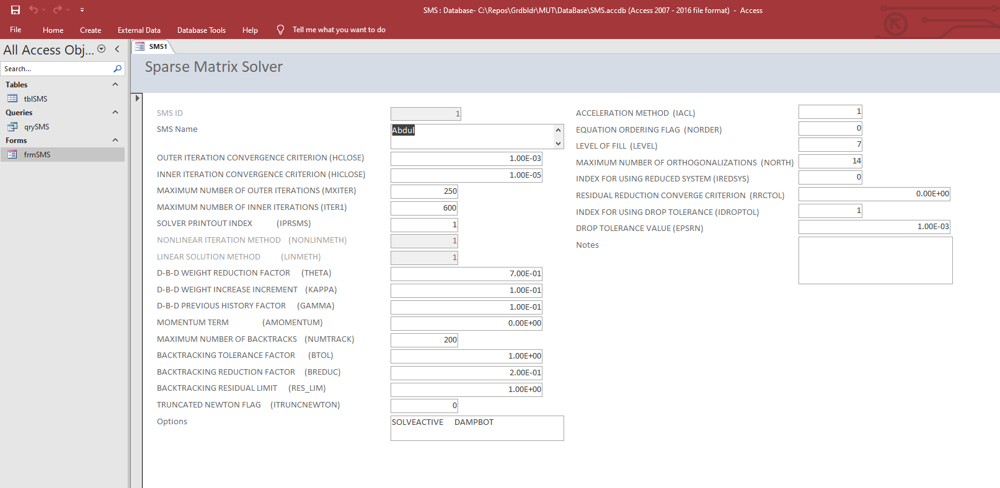 SMS : Database- C:\Repos\Grdbldr\MUT\DataBase\SMS.accdb (Access 2007 - 2016 file format) - Access
File Home Create External Data Database Tools Help Tell me what you want to do
All Access Obj...
Search...
Tables
tblSMS
Queries
qrySMS
Forms
frmSMS
SMS1
Sparse Matrix Solver
SMS ID 1
SMS Name Abdul
OUTER ITERATION CONVERGENCE CRITERION (HCLOSE) 1.00E-03
INNER ITERATION CONVERGENCE CRITERION (HICLOSE) 1.00E-05
MAXIMUM NUMBER OF OUTER ITERATIONS (MXITER) 250
MAXIMUM NUMBER OF INNER ITERATIONS (ITER1) 600
SOLVER PRINTOUT INDEX (IPRSMS) 1
NONLINEAR ITERATION METHOD (NONLINMETH) 1
LINEAR SOLUTION METHOD (LINMETH) 1
D-B-D WEIGHT REDUCTION FACTOR (THETA) 7.00E-01
D-B-D WEIGHT INCREASE INCREMENT (KAPPA) 1.00E-01
D-B-D PREVIOUS HISTORY FACTOR (GAMMA) 1.00E-01
MOMENTUM TERM (AMOMENTUM) 0.00E+00
MAXIMUM NUMBER OF BACKTRACKS (NUMTRACK) 200
BACKTRACKING TOLERANCE FACTOR (BTOL) 1.00E+00
BACKTRACKING REDUCTION FACTOR (BREDUC) 2.00E-01
BACKTRACKING RESIDUAL LIMIT (RES_LIM) 1.00E+00
TRUNCATED NEWTON FLAG (ITRUNCNEWTON) 0
Options SOLVEACTIVE DAMPBOT
ACCELERATION METHOD (IACL) 1
EQUATION ORDERING FLAG (NORDER) 0
LEVEL OF FILL (LEVEL) 7
MAXIMUM NUMBER OF ORTHOGONALIZATIONS (NORTH) 14
INDEX FOR USING REDUCED SYSTEM (IREDSYS) 0
RESIDUAL REDUCTION CONVERGE CRITERION (RRCTOL) 0.00E+00
INDEX FOR USING DROP TOLERANCE (IDROPTOL) 1
DROP TOLERANCE VALUE (EPSRN) 1.00E-03
Notes